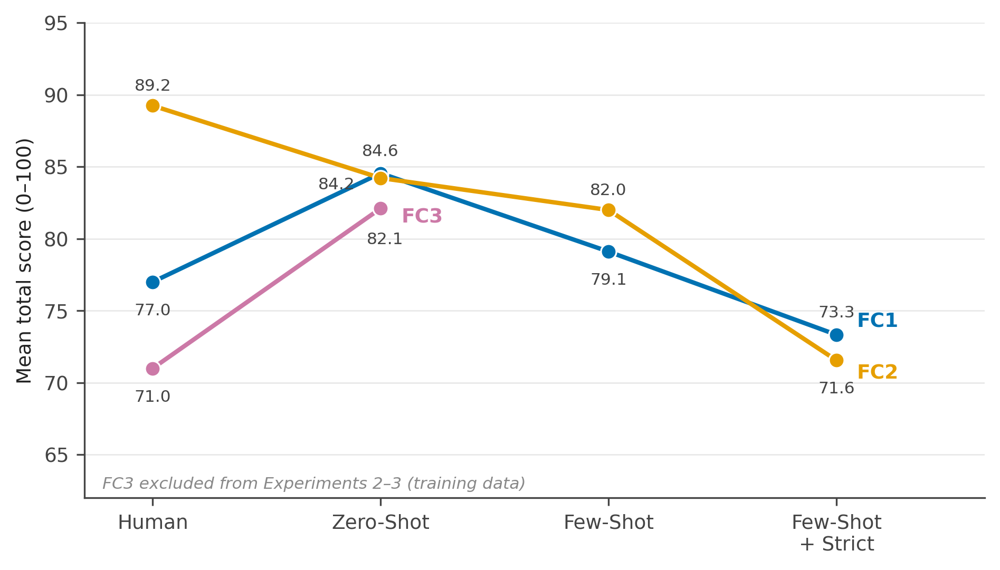 95
89.2
90
84.6
85
84.2
82.0
FC3
80
82.1
79.1
77.0
75
73.3
FC1
FC2
70
71.6
71.0
65
Mean total score (0–100)
FC3 excluded from Experiments 2–3 (training data)
Human
Zero-Shot
Few-Shot
Few-Shot
+ Strict